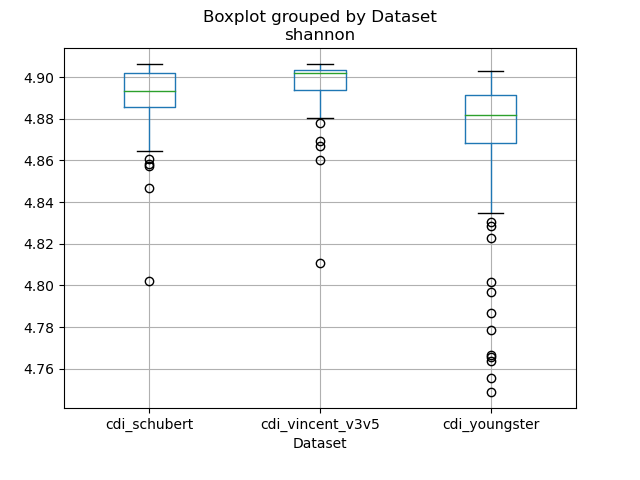 Boxplot grouped by Dataset
shannon
4.90
4.88
4.86
4.84
4.82
4.80
4.78
4.76
cdi_schubert
cdi_vincent_v3v5
cdi_youngster
Dataset